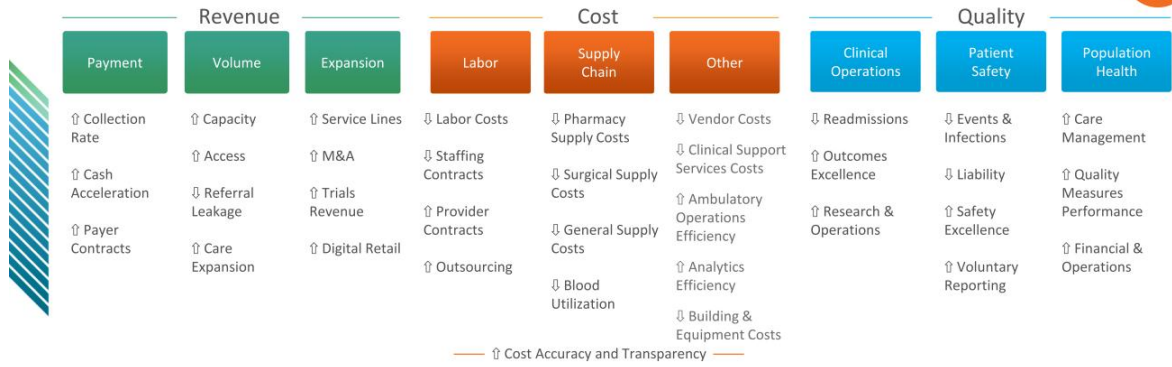 Revenue
Cost
Quality
Payment
Volume
Expansion
Labor
Supply
Chain
Other
Clinical
Operations
Patient
Safety
Population
Health
⇧ Collection
Rate
⇧ Cash
Acceleration
⇧ Payer
Contracts
⇧ Capacity
⇧ Access
⇩ Referral
Leakage
⇧ Care
Expansion
⇧ Service Lines
⇧ M&A
⇧ Trials
Revenue
⇧ Digital Retail
⇩ Labor Costs
⇩ Staffing
Contracts
⇧ Provider
Contracts
⇧ Outsourcing
⇩ Pharmacy
Supply Costs
⇩ Surgical Supply
Costs
⇩ General Supply
Costs
⇩ Blood
Utilization
⇩ Vendor Costs
⇩ Clinical Support
Services Costs
⇧ Ambulatory
Operations
Efficiency
⇧ Analytics
Efficiency
⇩ Building &
Equipment Costs
⇩ Readmissions
⇧ Outcomes
Excellence
⇧ Research &
Operations
⇩ Events &
Infections
⇩ Liability
⇧ Safety
Excellence
⇧ Voluntary
Reporting
⇧ Care
Management
⇧ Quality
Measures
Performance
⇧ Financial &
Operations
⇧ Cost Accuracy and Transparency